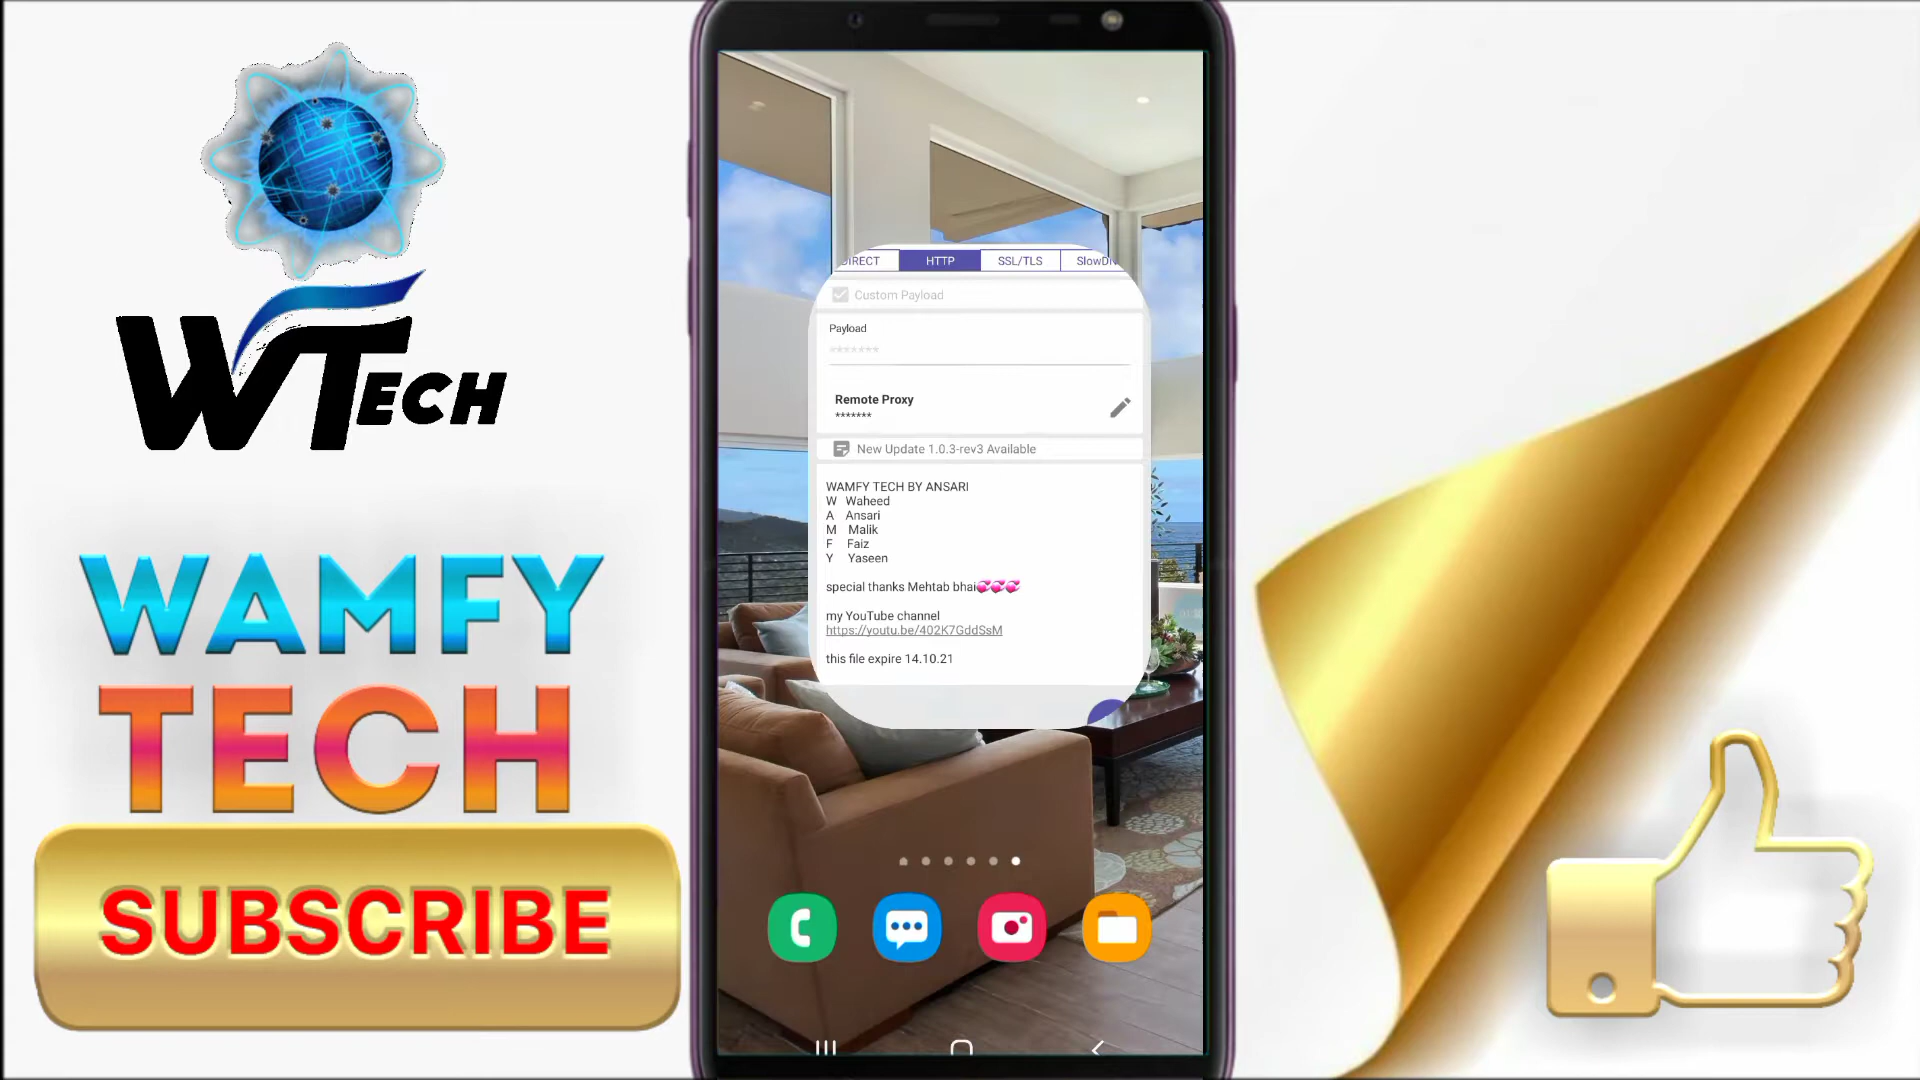 WTECH
WAMFY
TECH
SUBSCRIBE
DIRECT HTTP SSL/TLS SlowDN
Custom Payload
Payload
*******
Remote Proxy
*******
New Update 1.0.3-rev3 Available
WAMFY TECH BY ANSARI
W Waheed
A Ansari
M Malik
F Faiz
Y Yaseen
special thanks Mehtab bhai💞💞💞
my YouTube channel
https://youtu.be/402K7GddSsM
this file expire 14.10.21